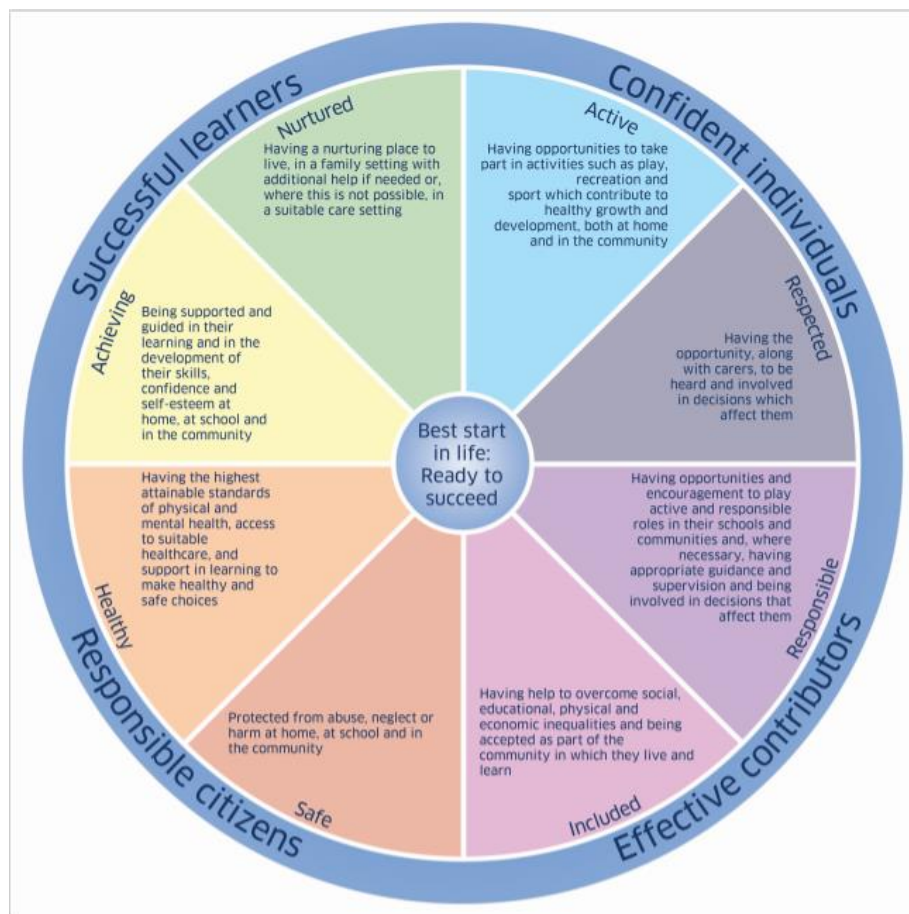 Successful learners
Confident individuals
Nurtured
Having a nurturing place to
live, in a family setting with
additional help if needed or,
where this is not possible, in
a suitable care setting
Active
Having opportunities to take
part in activities such as play,
recreation and
sport which contribute to
healthy growth and
development, both at home
and in the community
Achieving
Being supported and
guided in their
learning and in the
development of
their skills,
confidence and
self-esteem at
home, at school and
in the community
Respected
Having the
opportunity, along
with carers, to be
heard and involved
in decisions which
affect them
Best start
in life:
Ready to
succeed
Healthy
Having the highest
attainable standards
of physical and
mental health, access
to suitable
healthcare, and
support in learning to
make healthy and
safe choices
Responsible
Having opportunities and
encouragement to play
active and responsible
roles in their schools and
communities and, where
necessary, having
appropriate guidance and
supervision and being
involved in decisions that
affect them
Safe
Protected from abuse, neglect or
harm at home, at school and in
the community
Included
Having help to overcome social,
educational, physical and
economic inequalities and being
accepted as part of the
community in which they live and
learn
Responsible citizens
Effective contributors